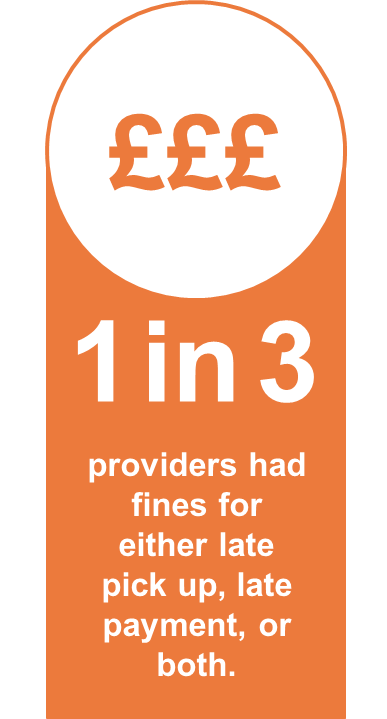 £££
1 in 3
providers had
fines for
either late
pick up, late
payment, or
both.